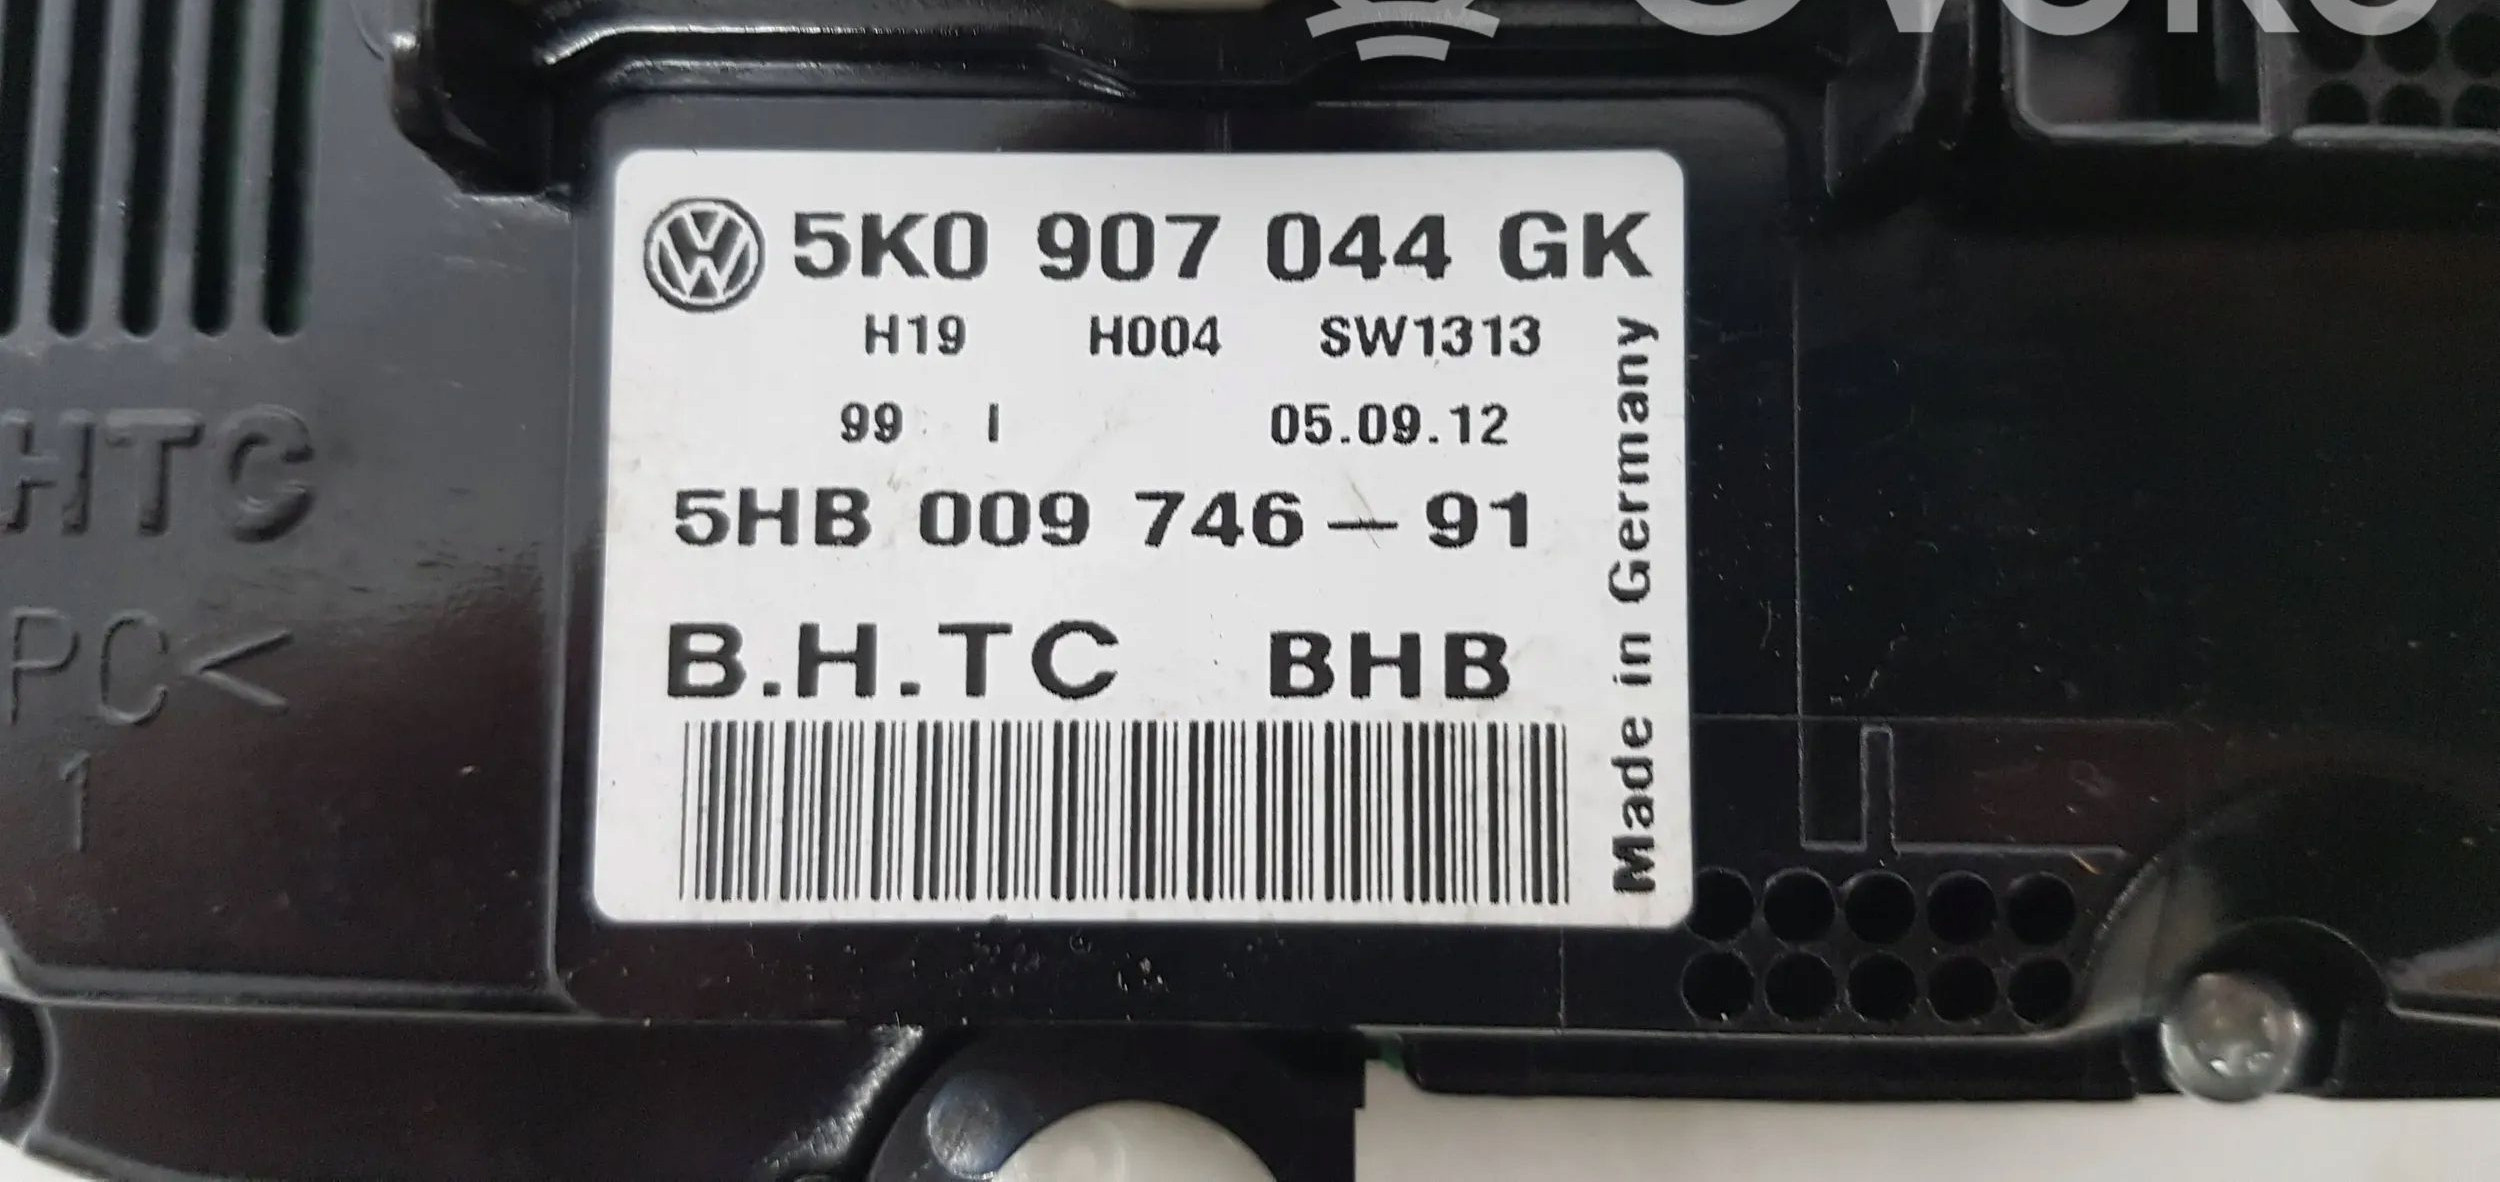 5K0 907 044 GK
H19 H004 SW1313
99 I 05.09.12
5HB 009 746-91
B.H.TC BHB
Made in Germany
HTC
PC<
1